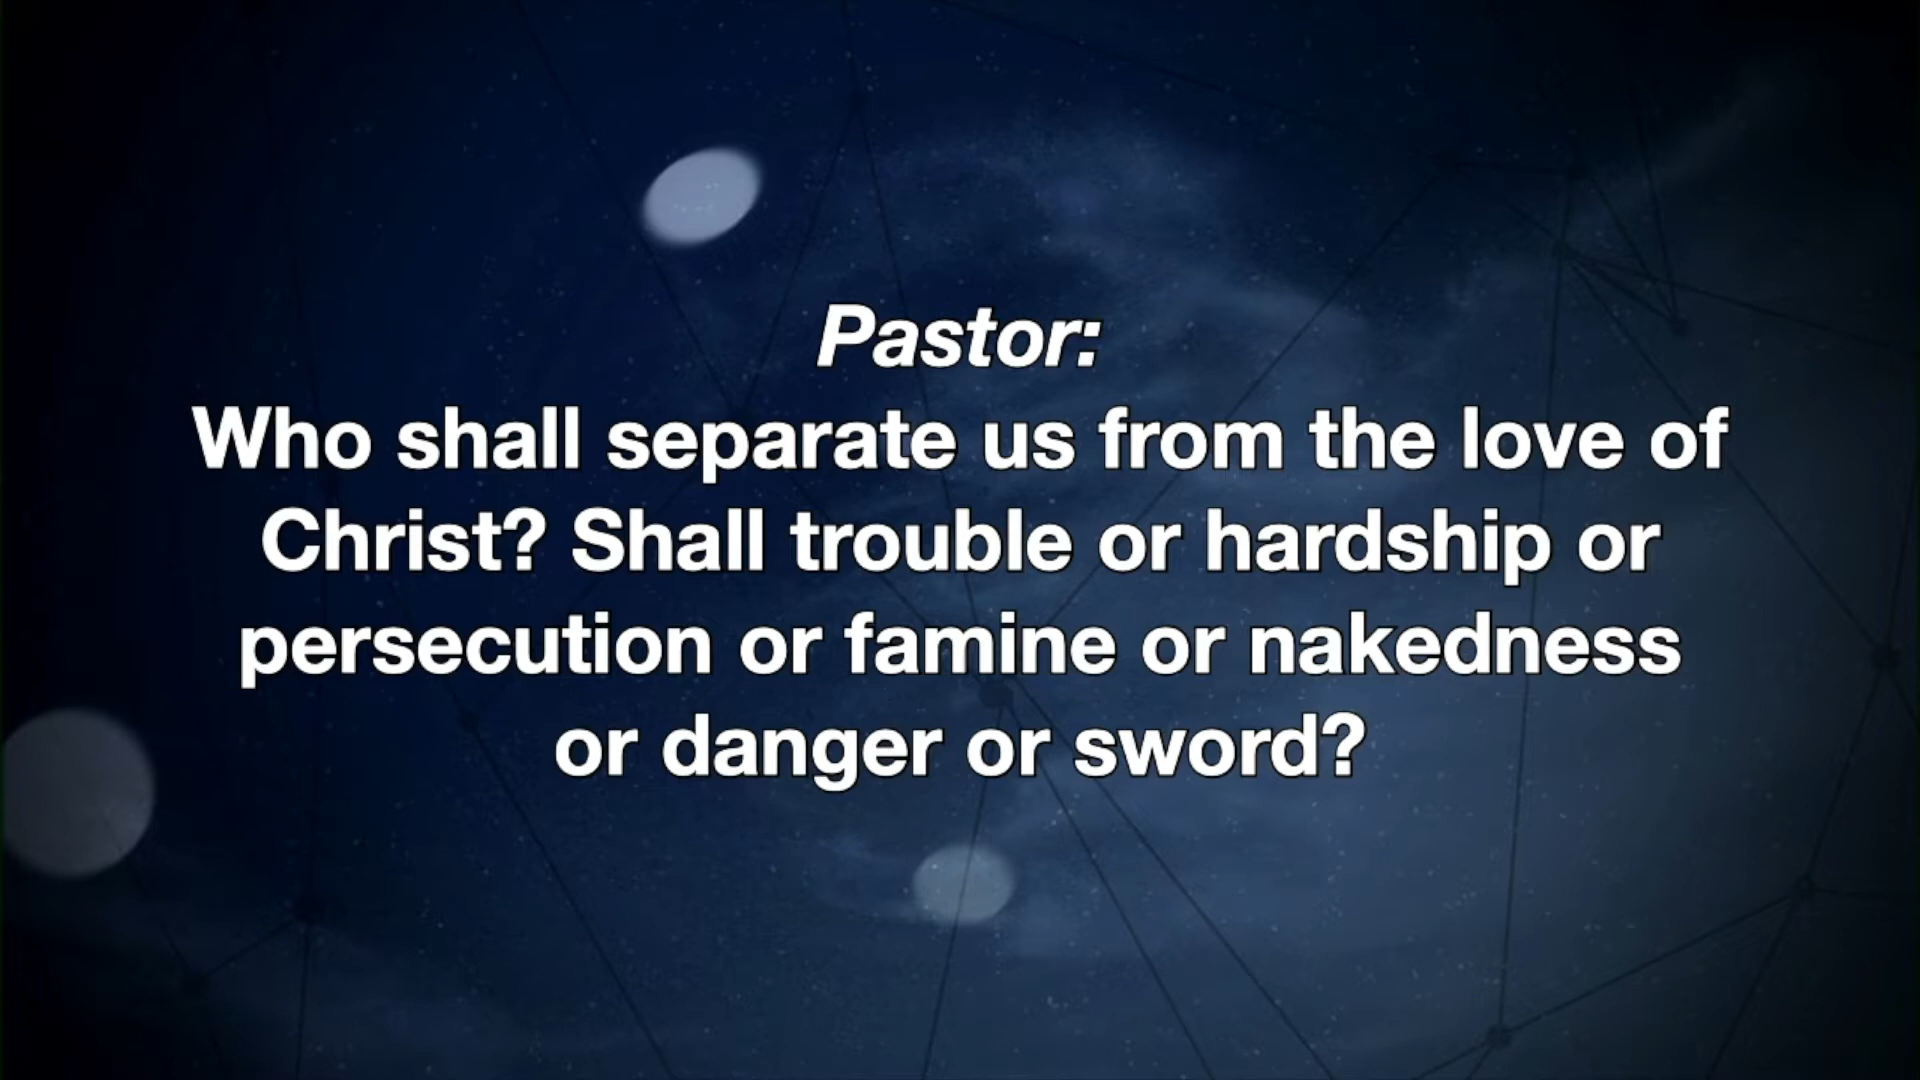 Pastor:
Who shall separate us from the love of
Christ? Shall trouble or hardship or
persecution or famine or nakedness
or danger or sword?